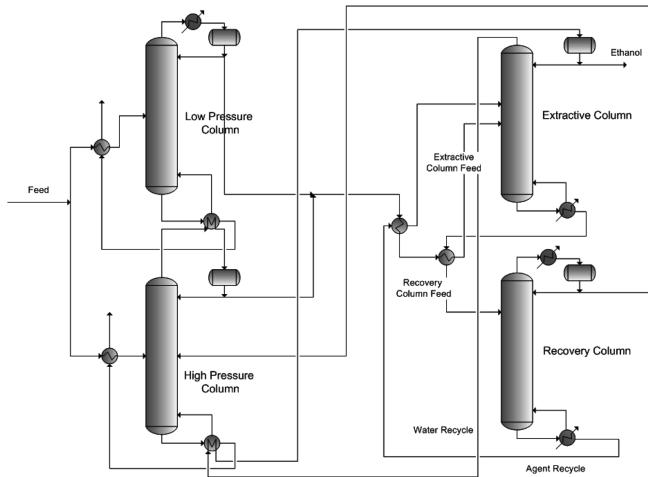 Ethanol
Low Pressure
Column
Extractive Column
Extractive
Column Feed
Feed
Recovery
Column Feed
Recovery Column
High Pressure
Column
Water Recycle
Agent Recycle
M
M